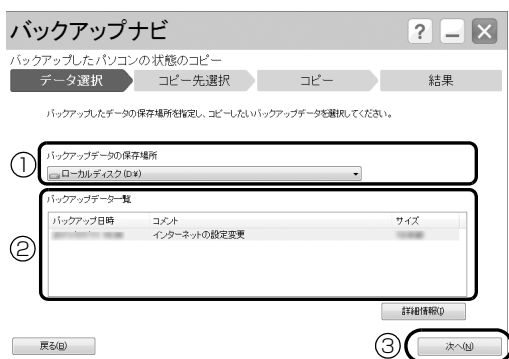 バックアップナビ
? – X
バックアップしたパソコンの状態のコピー
データ選択 コピー先選択 コピー 結果
バックアップしたデータの保存場所を指定し、コピーしたいバックアップデータを選択してください。
① バックアップデータの保存場所
ローカルディスク(D:¥)
バックアップデータ一覧
バックアップ日時 コメント サイズ
② インターネットの設定変更
詳細情報(I)
戻る(B) ③ 次へ(N)